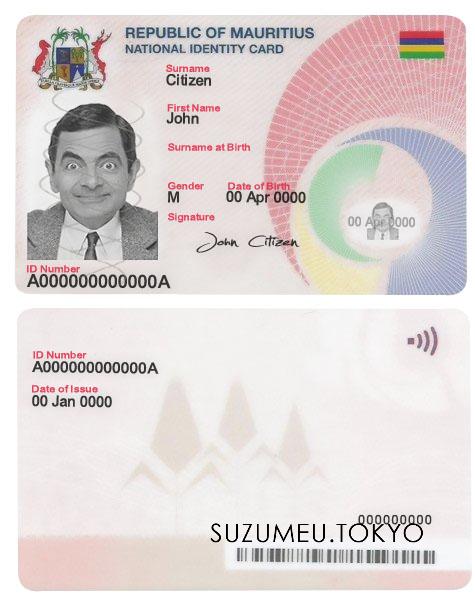 REPUBLIC OF MAURITIUS
NATIONAL IDENTITY CARD
Surname
Citizen
First Name
John
Surname at Birth
Gender
M
Date of Birth
00 Apr 0000
00 Apr 0000
Signature
John Citizen
ID Number
A000000000000A
ID Number
A000000000000A
Date of Issue
00 Jan 0000
000000000
SUZUMEU.TOKYO